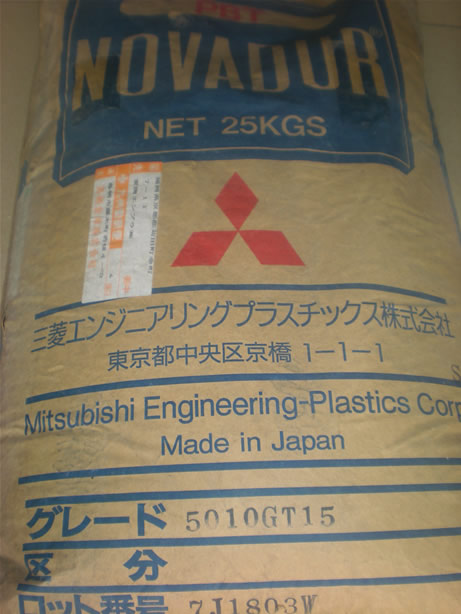 PBT
NOVADUR®
NET 25KGS
三菱エンジニアリングプラスチックス株式会社
東京都中央区京橋 1-1-1
Mitsubishi Engineering-Plastics Corp
Made in Japan
グレード 5010GT15
区 分
ロット番号 7J1803W